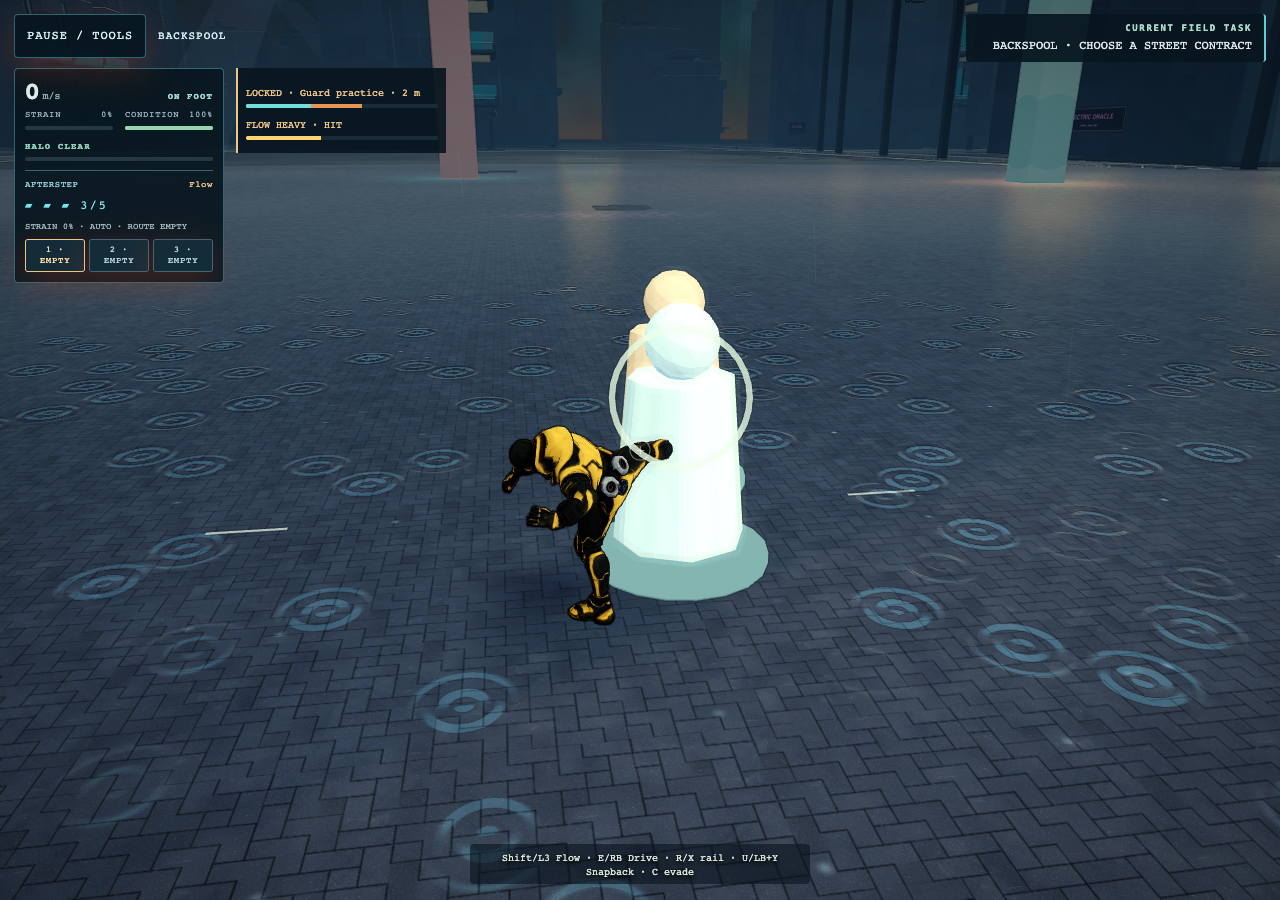 PAUSE / TOOLS
BACKSPOOL
CURRENT FIELD TASK
BACKSPOOL · CHOOSE A STREET CONTRACT
0 m/s
ON FOOT
STRAIN 0%
CONDITION 100%
HALO CLEAR
AFTERSTEP
Flow
3/5
STRAIN 0% · AUTO · ROUTE EMPTY
1 · EMPTY
2 · EMPTY
3 · EMPTY
LOCKED · Guard practice · 2 m
FLOW HEAVY · HIT
Shift/L3 Flow · E/RB Drive · R/X rail · U/LB+Y
Snapback · C evade